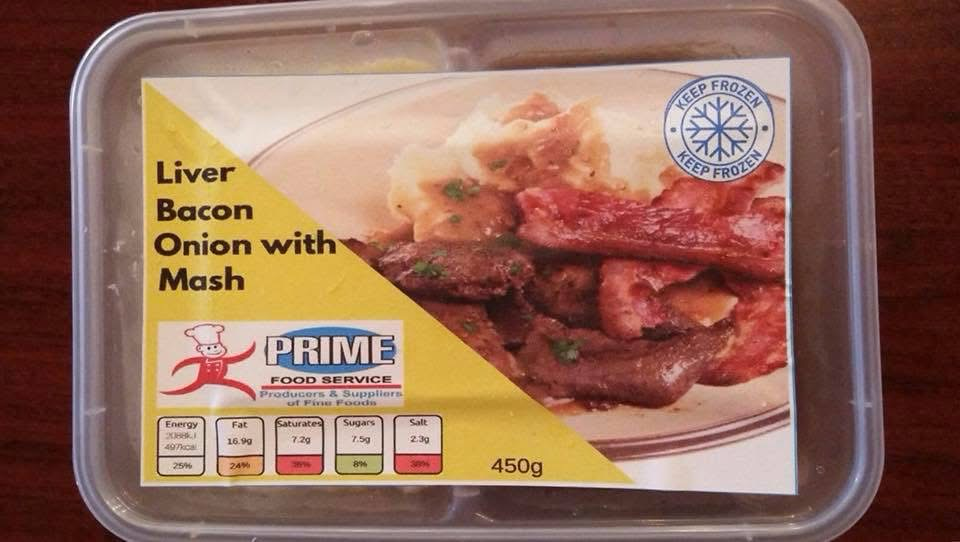 KEEP FROZEN
KEEP FROZEN
Liver
Bacon
Onion with
Mash
PRIME
FOOD SERVICE
Producers & Suppliers
of Fine Foods
Energy Fat Saturates Sugars Salt
2088kJ 16.9g 7.2g 7.5g 2.3g
497kcal
25% 24% 36% 8% 38%
450g